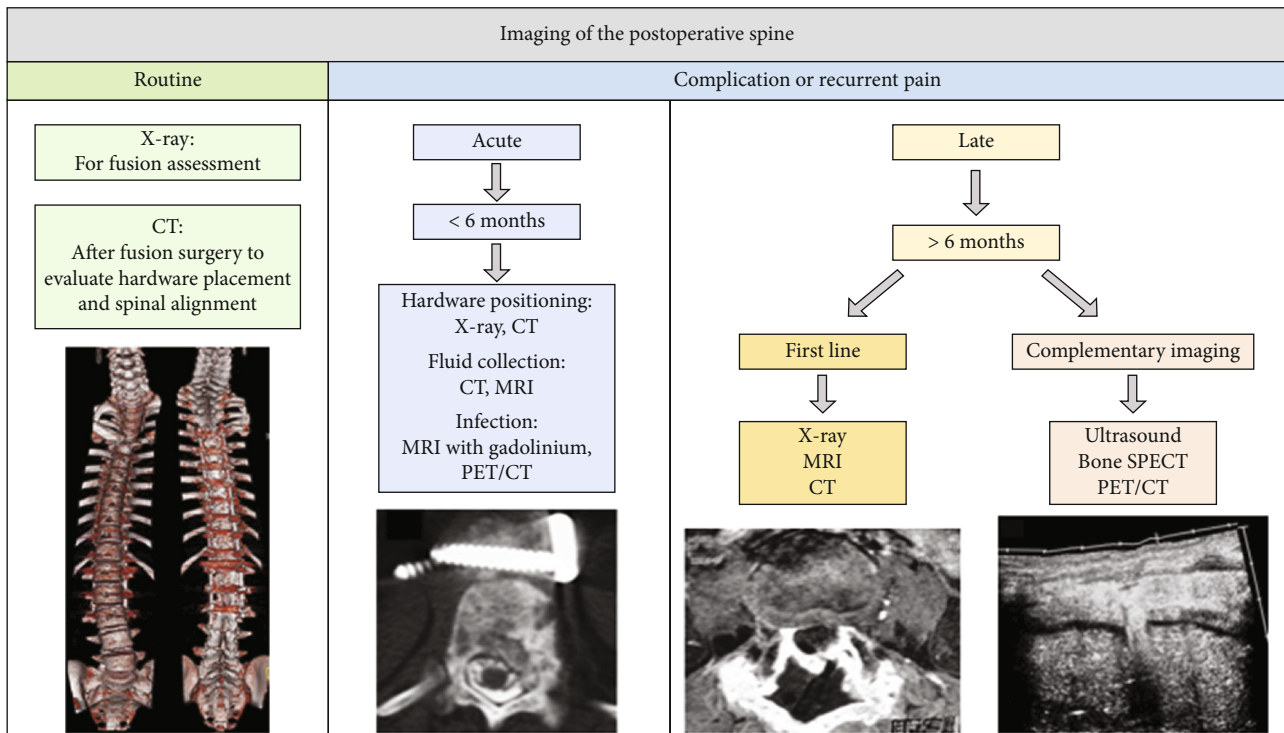 Imaging of the postoperative spine
Routine
Complication or recurrent pain
X-ray:
For fusion assessment
CT:
After fusion surgery to
evaluate hardware placement
and spinal alignment
Acute
< 6 months
Hardware positioning:
X-ray, CT
Fluid collection:
CT, MRI
Infection:
MRI with gadolinium,
PET/CT
Late
> 6 months
First line
X-ray
MRI
CT
Complementary imaging
Ultrasound
Bone SPECT
PET/CT